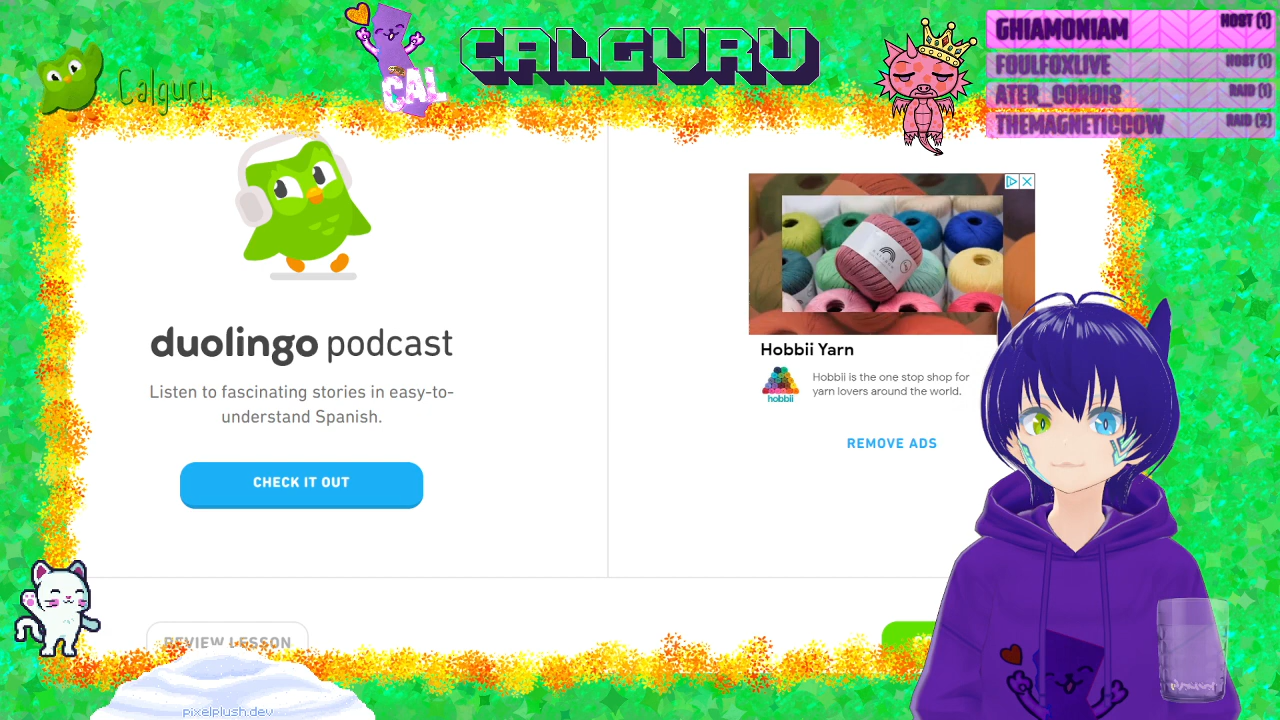 CALGURU
Calguru
CAL
GHIAMONIAM HOST (1)
FOULFOXLIVE HOST (1)
ATER_CORDIS RAID (1)
THEMAGNETICCOW RAID (2)
duolingo podcast
Listen to fascinating stories in easy-to-
understand Spanish.
CHECK IT OUT
Hobbii Yarn
Hobbii is the one stop shop for
yarn lovers around the world.
hobbii
REMOVE ADS
REVIEW LESSON
pixelplush.dev